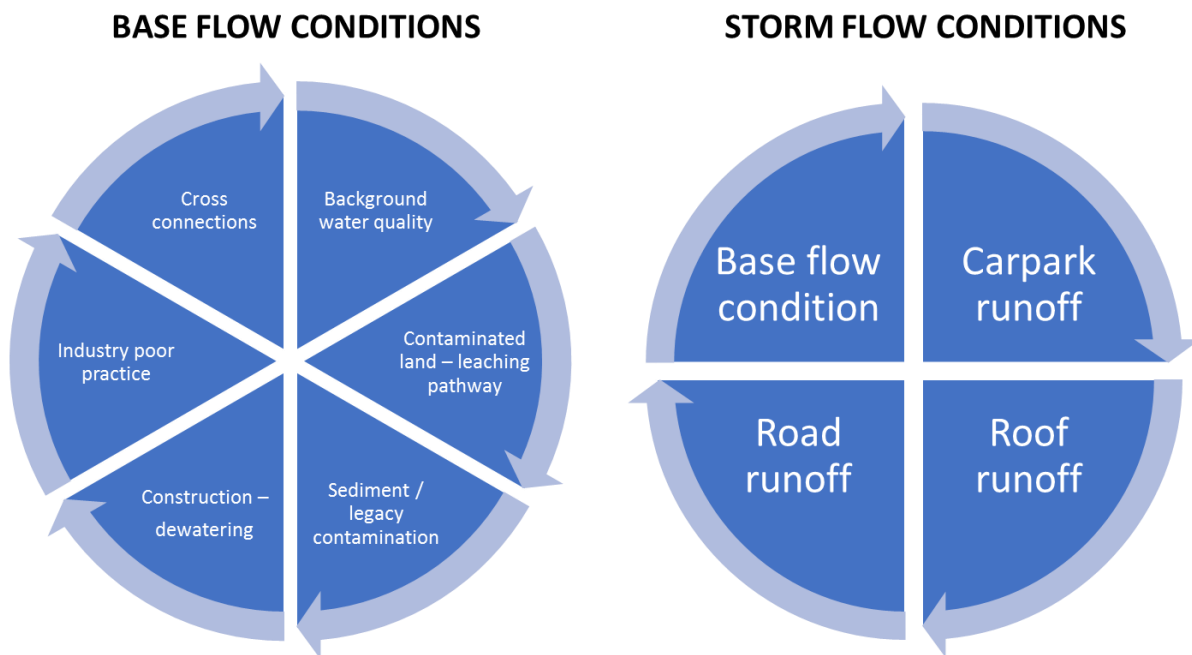 BASE FLOW CONDITIONS
Cross
connections
Background
water quality
Industry poor
practice
Contaminated
land – leaching
pathway
Construction –
dewatering
Sediment /
legacy
contamination
STORM FLOW CONDITIONS
Base flow
condition
Carpark
runoff
Road
runoff
Roof
runoff